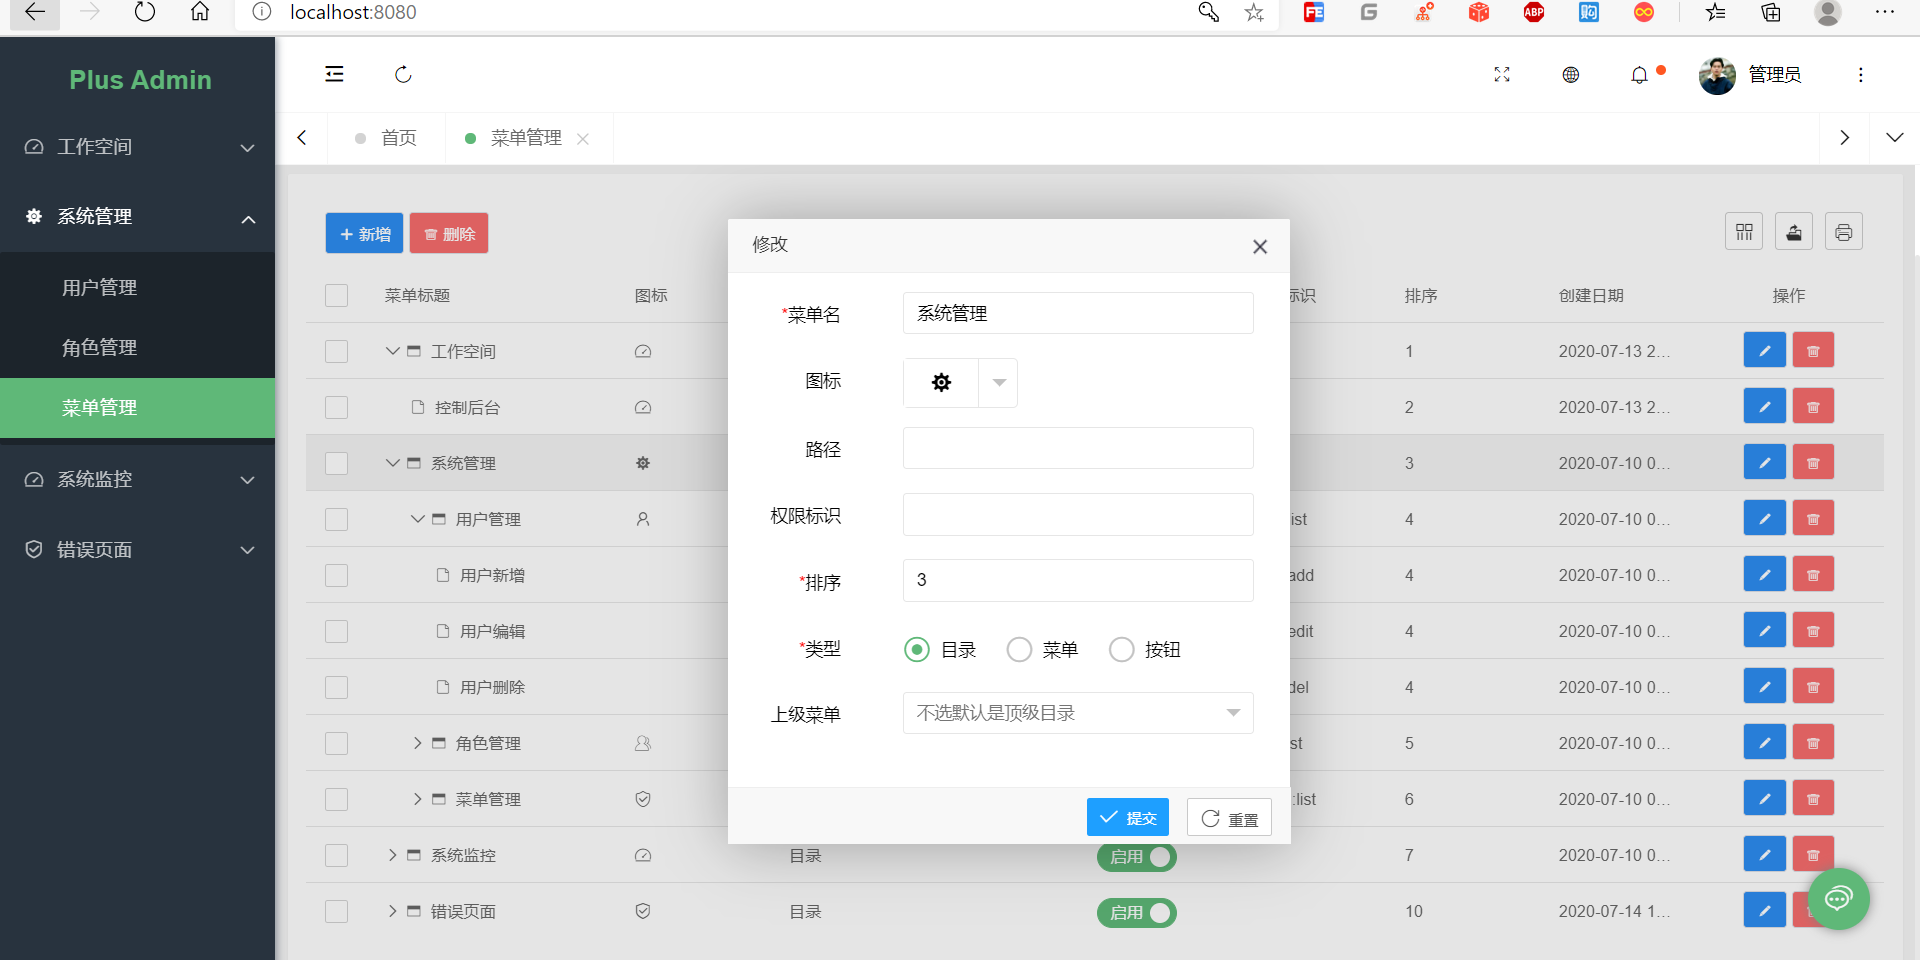 localhost:8080
FE
G
ABP
购
Plus Admin
管理员
工作空间
系统管理
用户管理
角色管理
菜单管理
系统监控
错误页面
首页
菜单管理
新增 删除
菜单标题 图标 标识 排序 创建日期 操作
工作空间 1 2020-07-13 2...
控制后台 2 2020-07-13 2...
系统管理 3 2020-07-10 0...
用户管理 ist 4 2020-07-10 0...
用户新增 add 4 2020-07-10 0...
用户编辑 edit 4 2020-07-10 0...
用户删除 del 4 2020-07-10 0...
角色管理 st 5 2020-07-10 0...
菜单管理 :list 6 2020-07-10 0...
系统监控 目录 启用 7 2020-07-10 0...
错误页面 目录 启用 10 2020-07-14 1...
修改
*菜单名 系统管理
图标
路径
权限标识
*排序 3
*类型 目录 菜单 按钮
上级菜单 不选默认是顶级目录
提交 重置